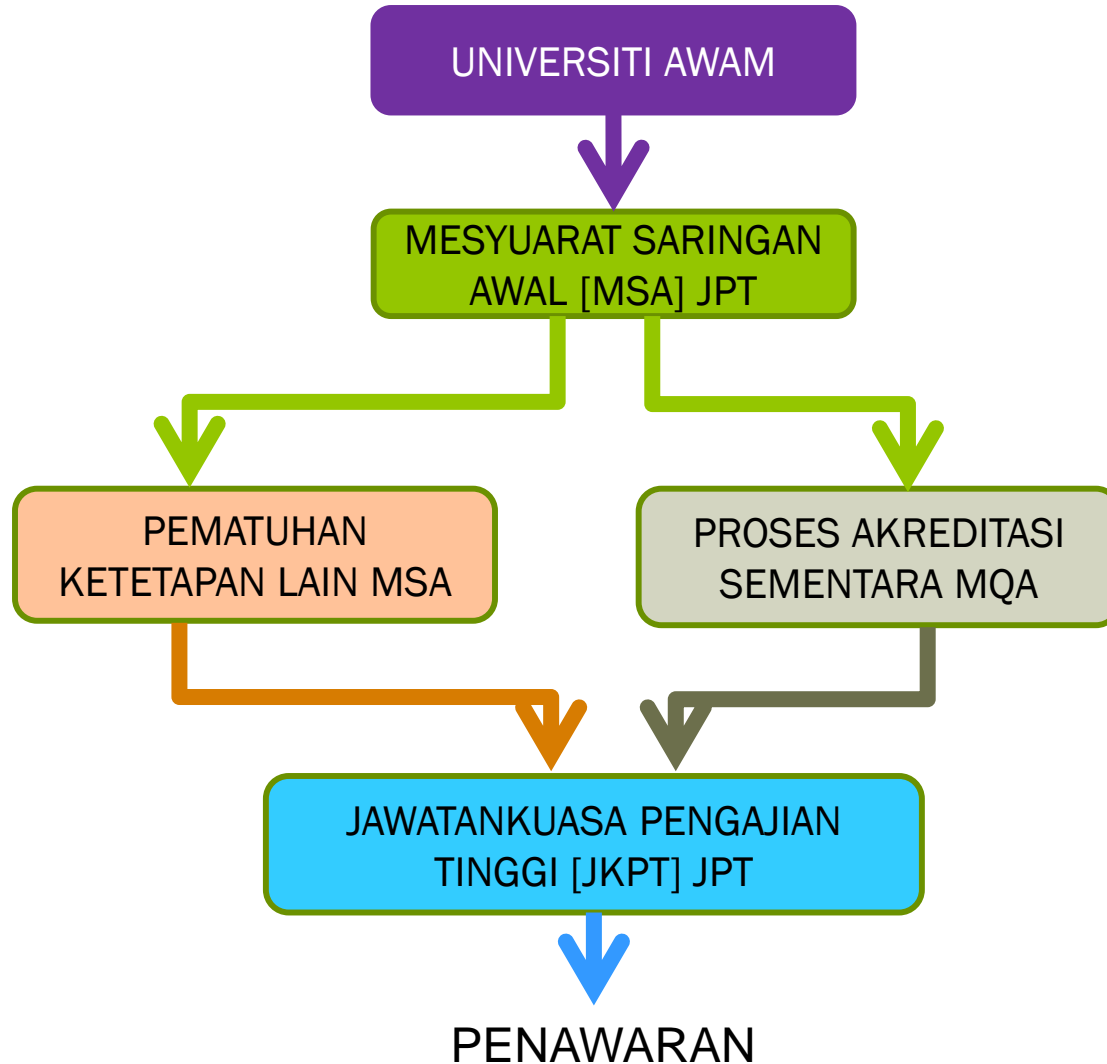 UNIVERSITI AWAM
MESYUARAT SARINGAN
AWAL [MSA] JPT
PEMATUHAN
KETETAPAN LAIN MSA
PROSES AKREDITASI
SEMENTARA MQA
JAWATANKUASA PENGAJIAN
TINGGI [JKPT] JPT
PENAWARAN